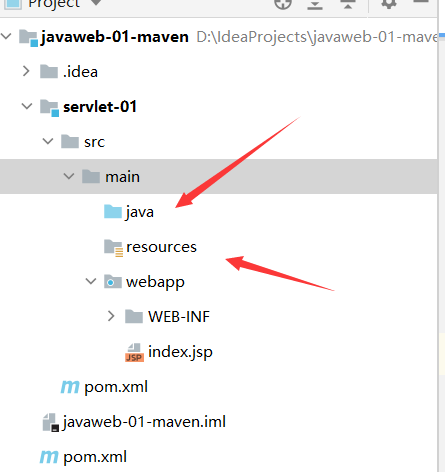 Project
javaweb-01-maven D:\IdeaProjects\javaweb-01-mave
.idea
servlet-01
src
main
java
resources
webapp
WEB-INF
JSP index.jsp
m pom.xml
javaweb-01-maven.iml
m pom.xml